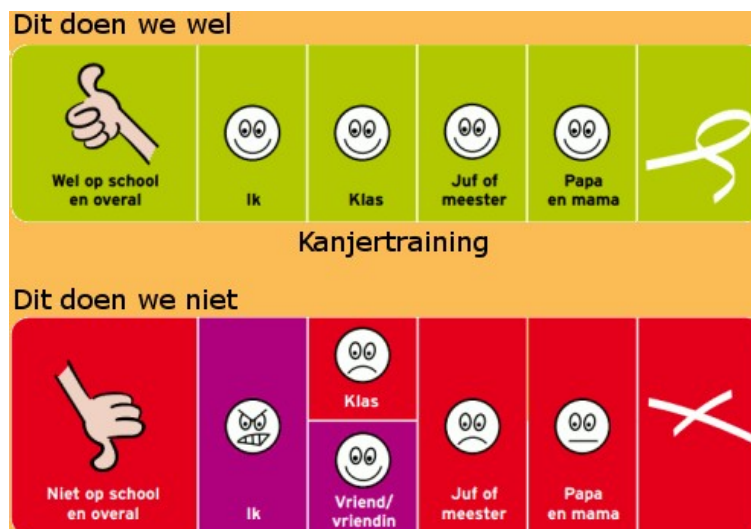 Dit doen we wel
Wel op school
en overal
Ik
Klas
Juf of
meester
Papa
en mama
Kanjertraining
Dit doen we niet
Niet op school
en overal
Ik
Klas
Vriend/
vriendin
Juf of
meester
Papa
en mama